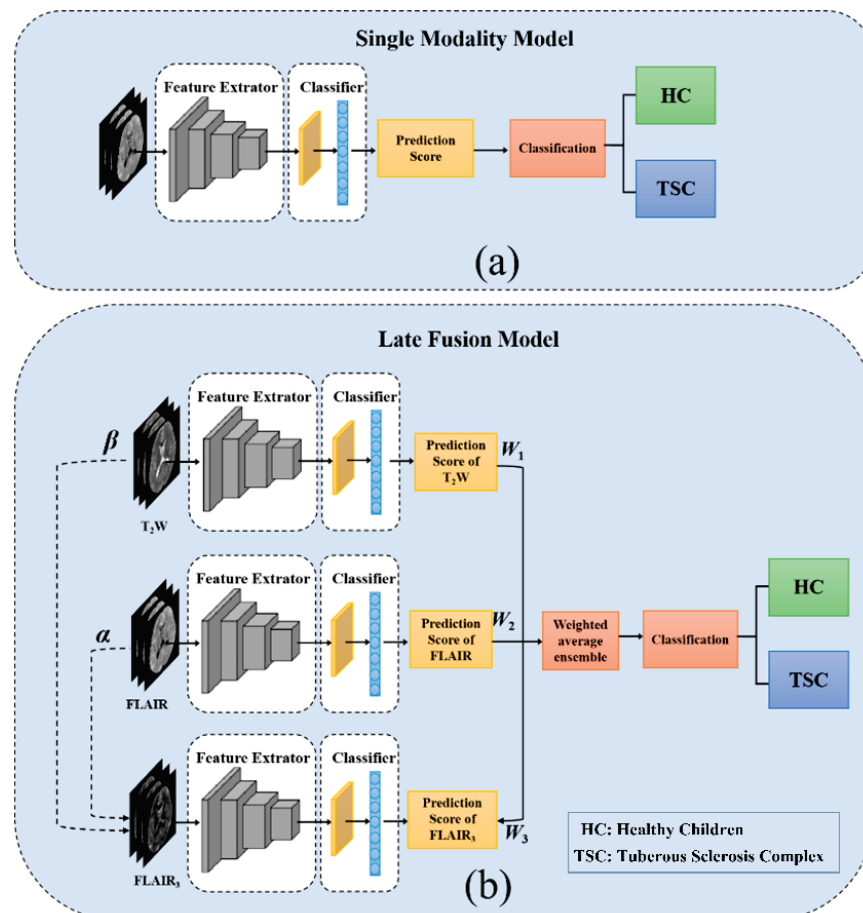 Single Modality Model
Feature Extrator
Classifier
Prediction
Score
Classification
HC
TSC
(a)
Late Fusion Model
β
T₂W
Feature Extrator
Classifier
Prediction
Score of
T₂W
W₁
α
FLAIR
Feature Extrator
Classifier
Prediction
Score of
FLAIR
W₂
Weighted
average
ensemble
Classification
HC
TSC
FLAIR₃
Feature Extrator
Classifier
Prediction
Score of
FLAIR₃
W₃
HC: Healthy Children
TSC: Tuberous Sclerosis Complex
(b)